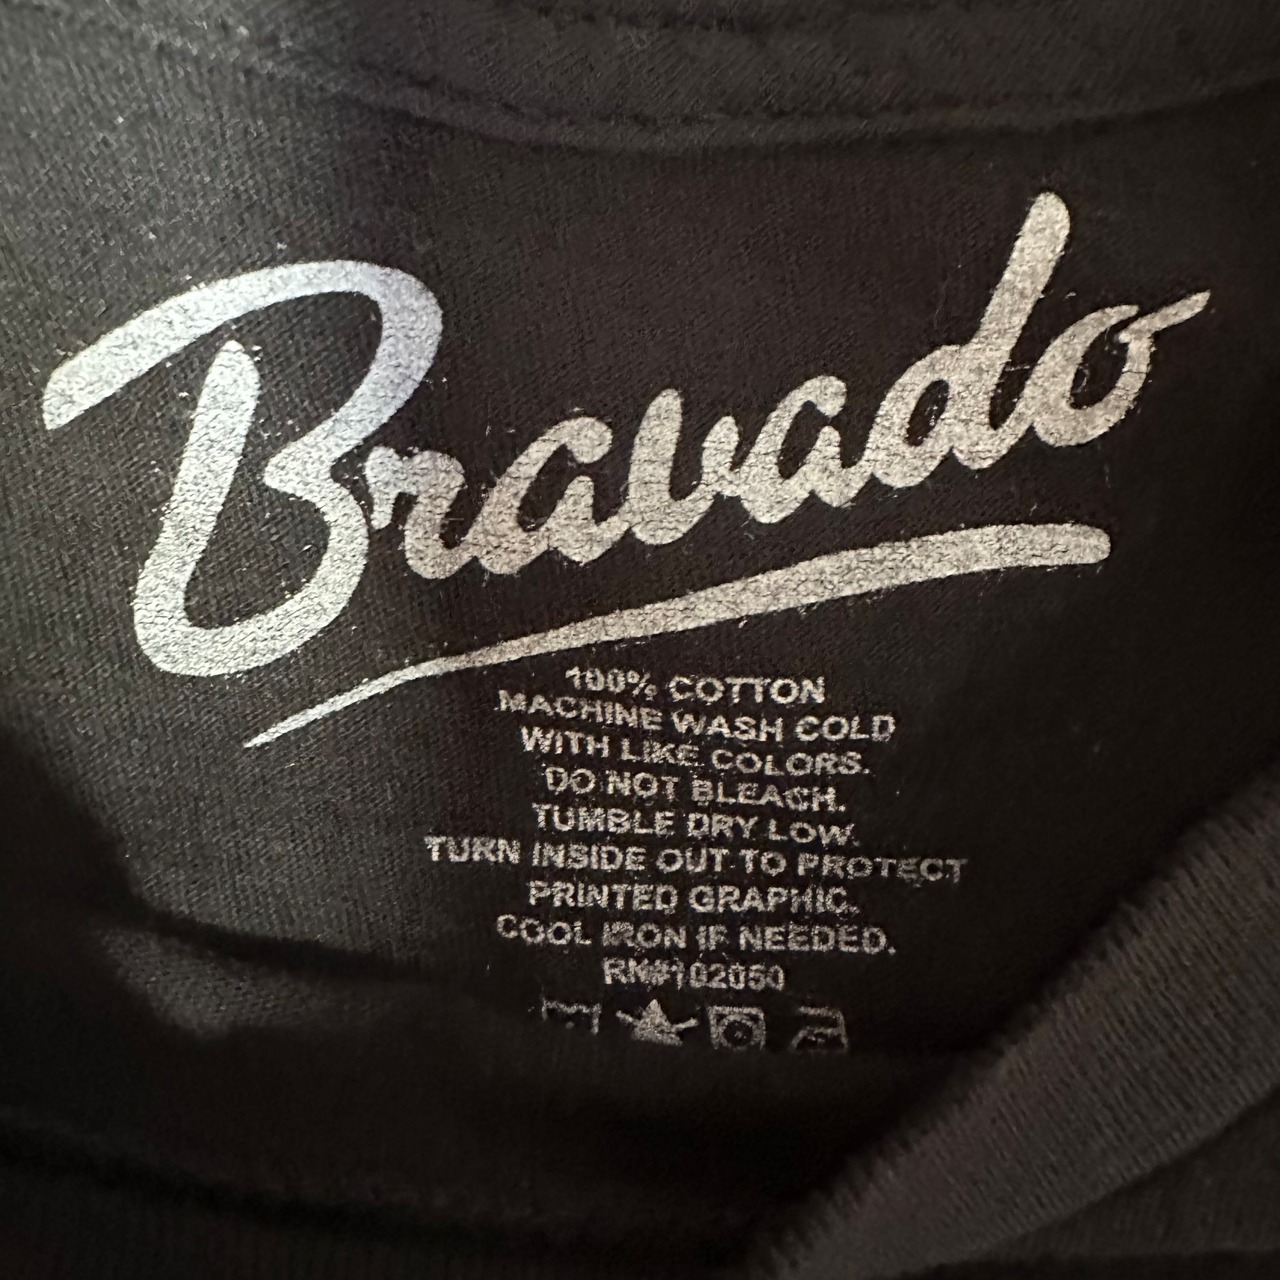 Bravado
100% COTTON
MACHINE WASH COLD
WITH LIKE COLORS.
DO NOT BLEACH.
TUMBLE DRY LOW.
TURN INSIDE OUT TO PROTECT
PRINTED GRAPHIC.
COOL IRON IF NEEDED.
RN#102050